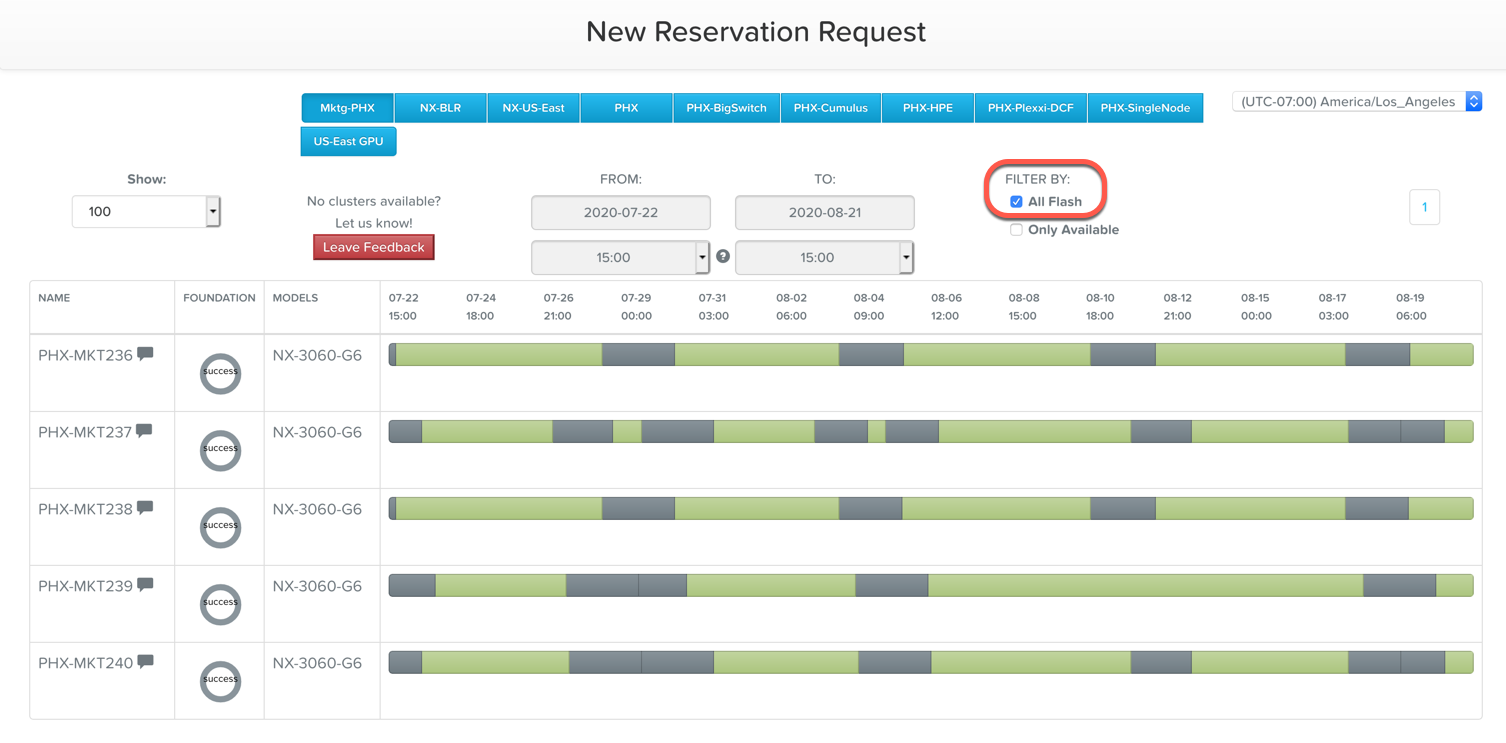 New Reservation Request
Mktg-PHX NX-BLR NX-US-East PHX PHX-BigSwitch PHX-Cumulus PHX-HPE PHX-Plexxi-DCF PHX-SingleNode
(UTC-07:00) America/Los_Angeles
US-East GPU
Show:
100
No clusters available?
Let us know!
Leave Feedback
FROM:
2020-07-22
15:00
?
TO:
2020-08-21
15:00
FILTER BY:
All Flash
Only Available
1
NAME FOUNDATION MODELS
07-22 07-24 07-26 07-29 07-31 08-02 08-04 08-06 08-08 08-10 08-12 08-15 08-17 08-19
15:00 18:00 21:00 00:00 03:00 06:00 09:00 12:00 15:00 18:00 21:00 00:00 03:00 06:00
PHX-MKT236 success NX-3060-G6
PHX-MKT237 success NX-3060-G6
PHX-MKT238 success NX-3060-G6
PHX-MKT239 success NX-3060-G6
PHX-MKT240 success NX-3060-G6